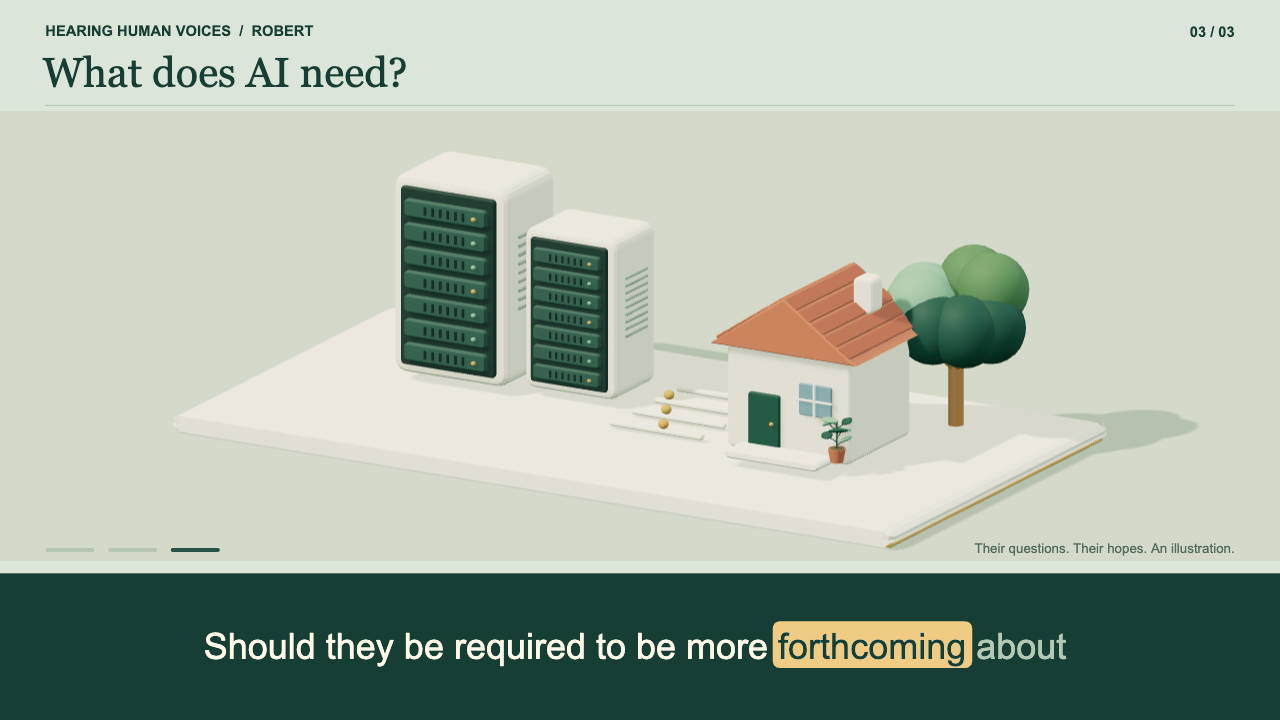 HEARING HUMAN VOICES / ROBERT
03 / 03
What does AI need?
Their questions. Their hopes. An illustration.
Should they be required to be more forthcoming about